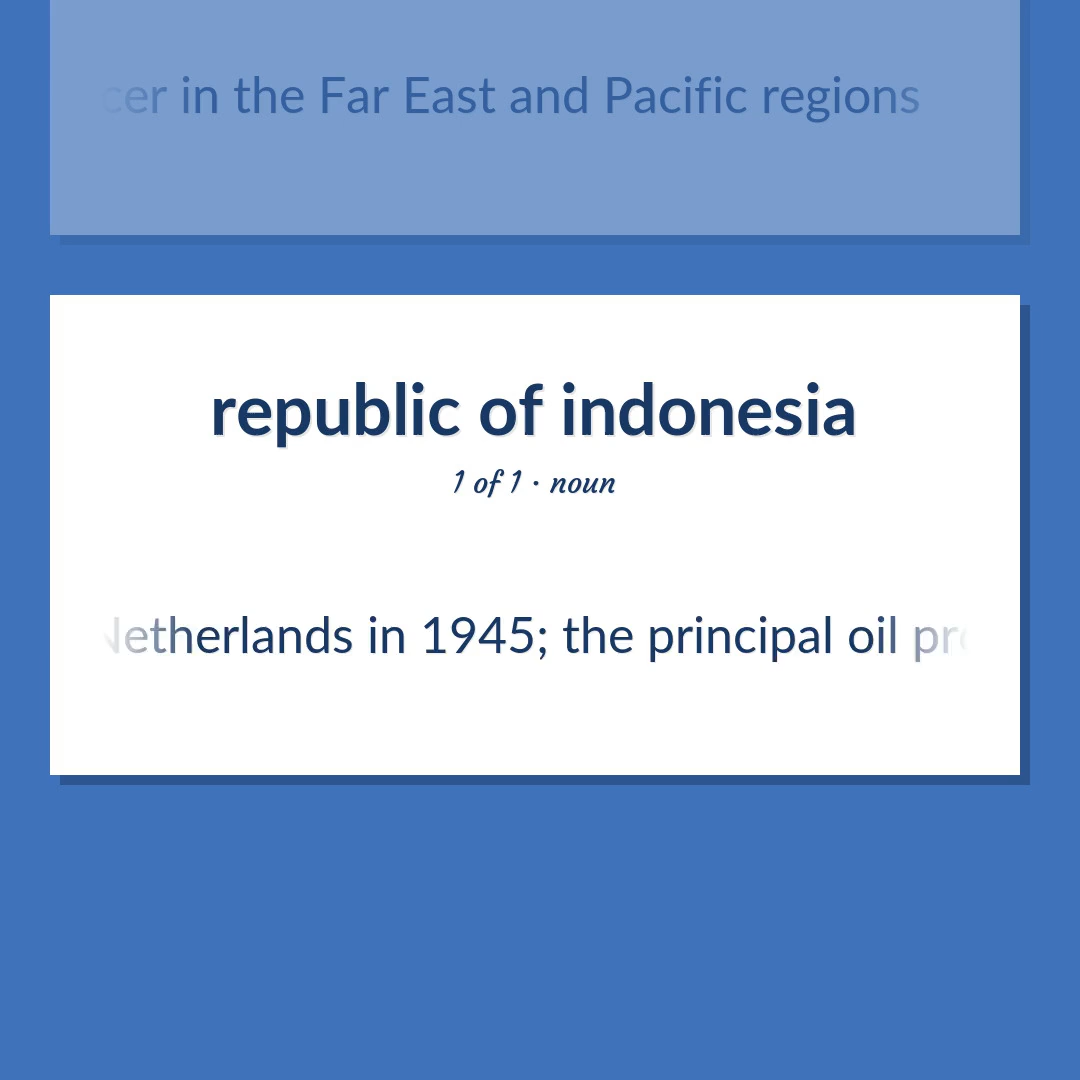 in the Far East and Pacific regions
republic of indonesia
1 of 1 · noun
Netherlands in 1945; the principal oil